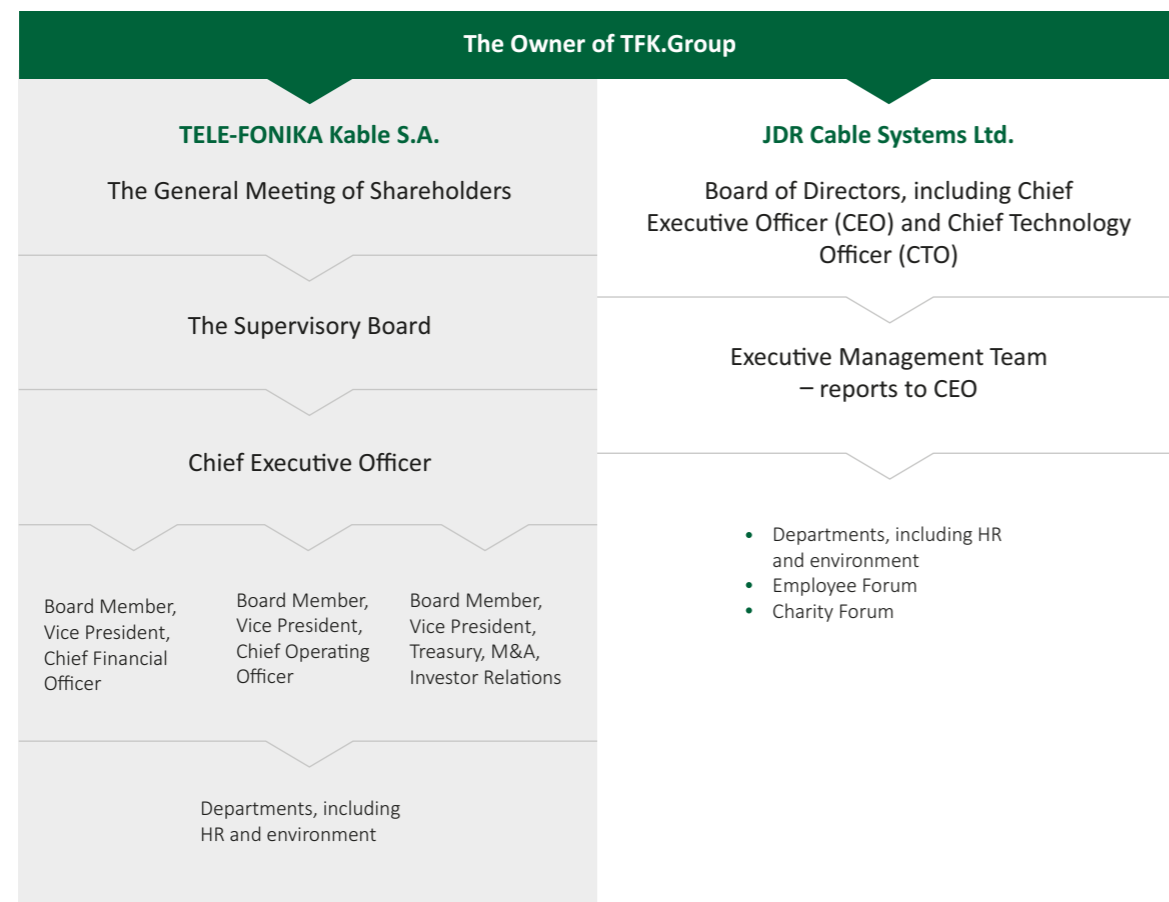 The Owner of TFK.Group
TELE-FONIKA Kable S.A.
The General Meeting of Shareholders
The Supervisory Board
Chief Executive Officer
Board Member,
Vice President,
Chief Financial
Officer
Board Member,
Vice President,
Chief Operating
Officer
Board Member,
Vice President,
Treasury, M&A,
Investor Relations
Departments, including
HR and environment
JDR Cable Systems Ltd.
Board of Directors, including Chief
Executive Officer (CEO) and Chief Technology
Officer (CTO)
Executive Management Team
– reports to CEO
• Departments, including HR
and environment
• Employee Forum
• Charity Forum